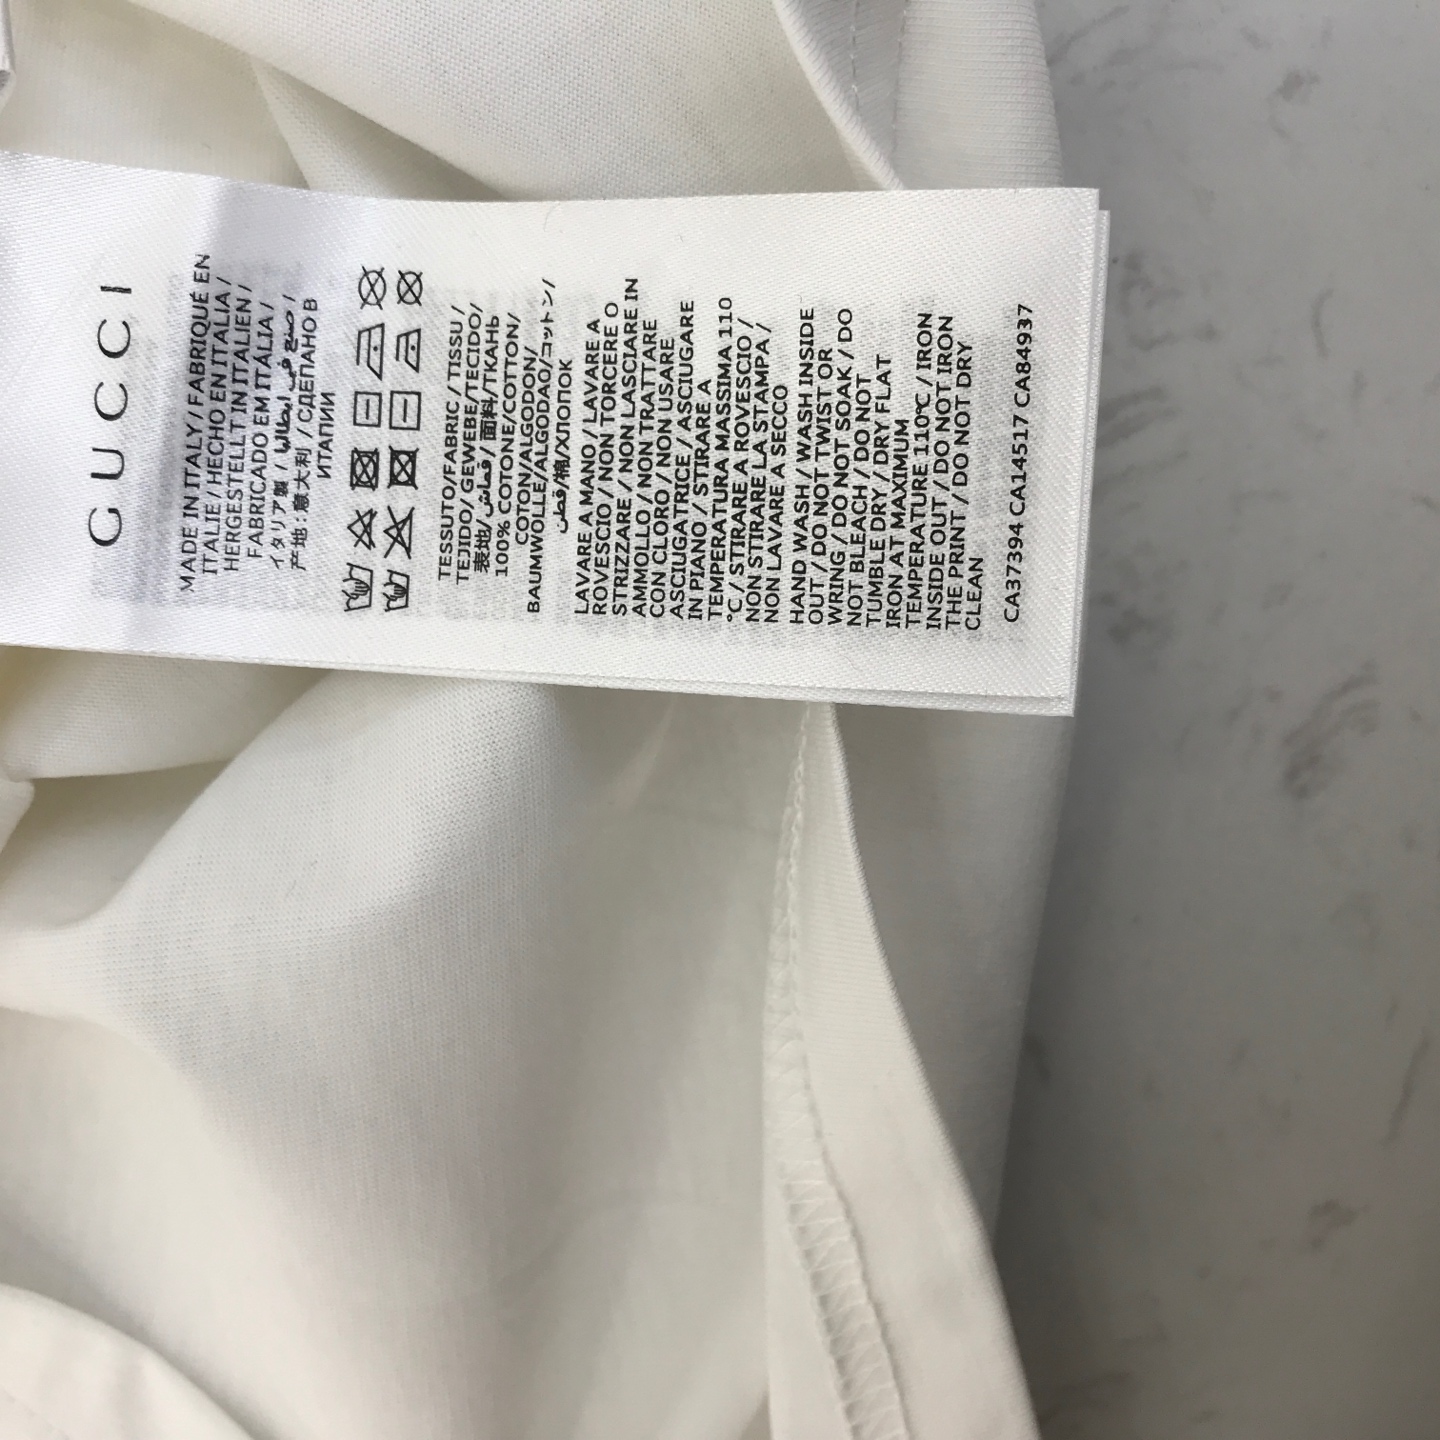 GUCCI
MADE IN ITALY / FABRIQUÉ EN
ITALIE / HECHO EN ITALIA /
HERGESTELLT IN ITALIEN /
FABRICADO EM ITÁLIA /
イタリア製 / صنع في ايطاليا /
产地:意大利 / СДЕПАНО В
ИТАПИИ
TESSUTO/FABRIC / TISSU /
TEJIDO/ GEWEBE/TECIDO/
表地/قماش/ 面料/ТКАНЬ
100% COTONE/COTTON/
COTON/ALGODON/
BAUMWOLLE/ALGODAO/コットン/
قطن/棉/ХЛОПОК
LAVARE A MANO / LAVARE A
ROVESCIO / NON TORCERE O
STRIZZARE / NON LASCIARE IN
AMMOLLO / NON TRATTARE
CON CLORO / NON USARE
ASCIUGATRICE / ASCIUGARE
IN PIANO / STIRARE A
TEMPERATURA MASSIMA 110
°C / STIRARE A ROVESCIO /
NON STIRARE LA STAMPA /
NON LAVARE A SECCO
HAND WASH / WASH INSIDE
OUT / DO NOT TWIST OR
WRING / DO NOT SOAK / DO
NOT BLEACH / DO NOT
TUMBLE DRY / DRY FLAT
IRON AT MAXIMUM
TEMPERATURE 110°C / IRON
INSIDE OUT / DO NOT IRON
THE PRINT / DO NOT DRY
CLEAN
CA37394 CA14517 CA84937